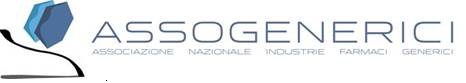 ASSOGENERICI
ASSOCIAZIONE NAZIONALE INDUSTRIE FARMACI GENERICI